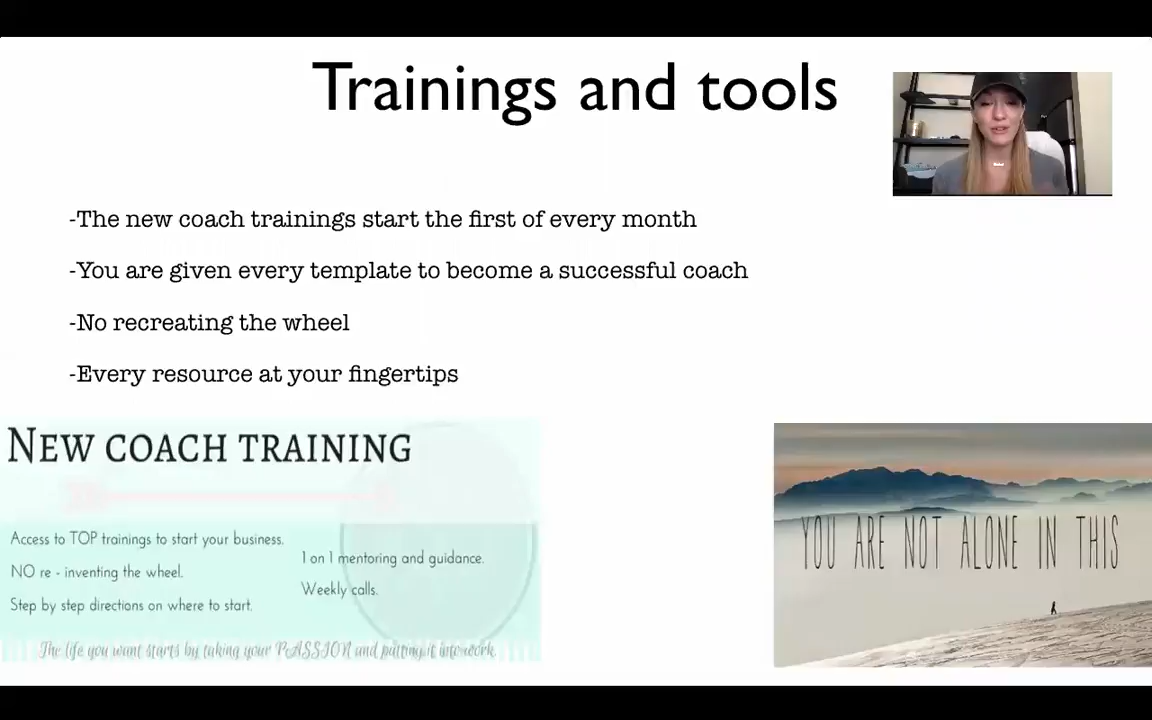 Trainings and tools
-The new coach trainings start the first of every month
-You are given every template to become a successful coach
-No recreating the wheel
-Every resource at your fingertips
NEW COACH TRAINING
Access to TOP trainings to start your business.
NO re - inventing the wheel.
Step by step directions on where to start.
1 on 1 mentoring and guidance.
Weekly calls.
The life you want starts by taking your PASSION and putting it into work.
YOU ARE NOT ALONE IN THIS